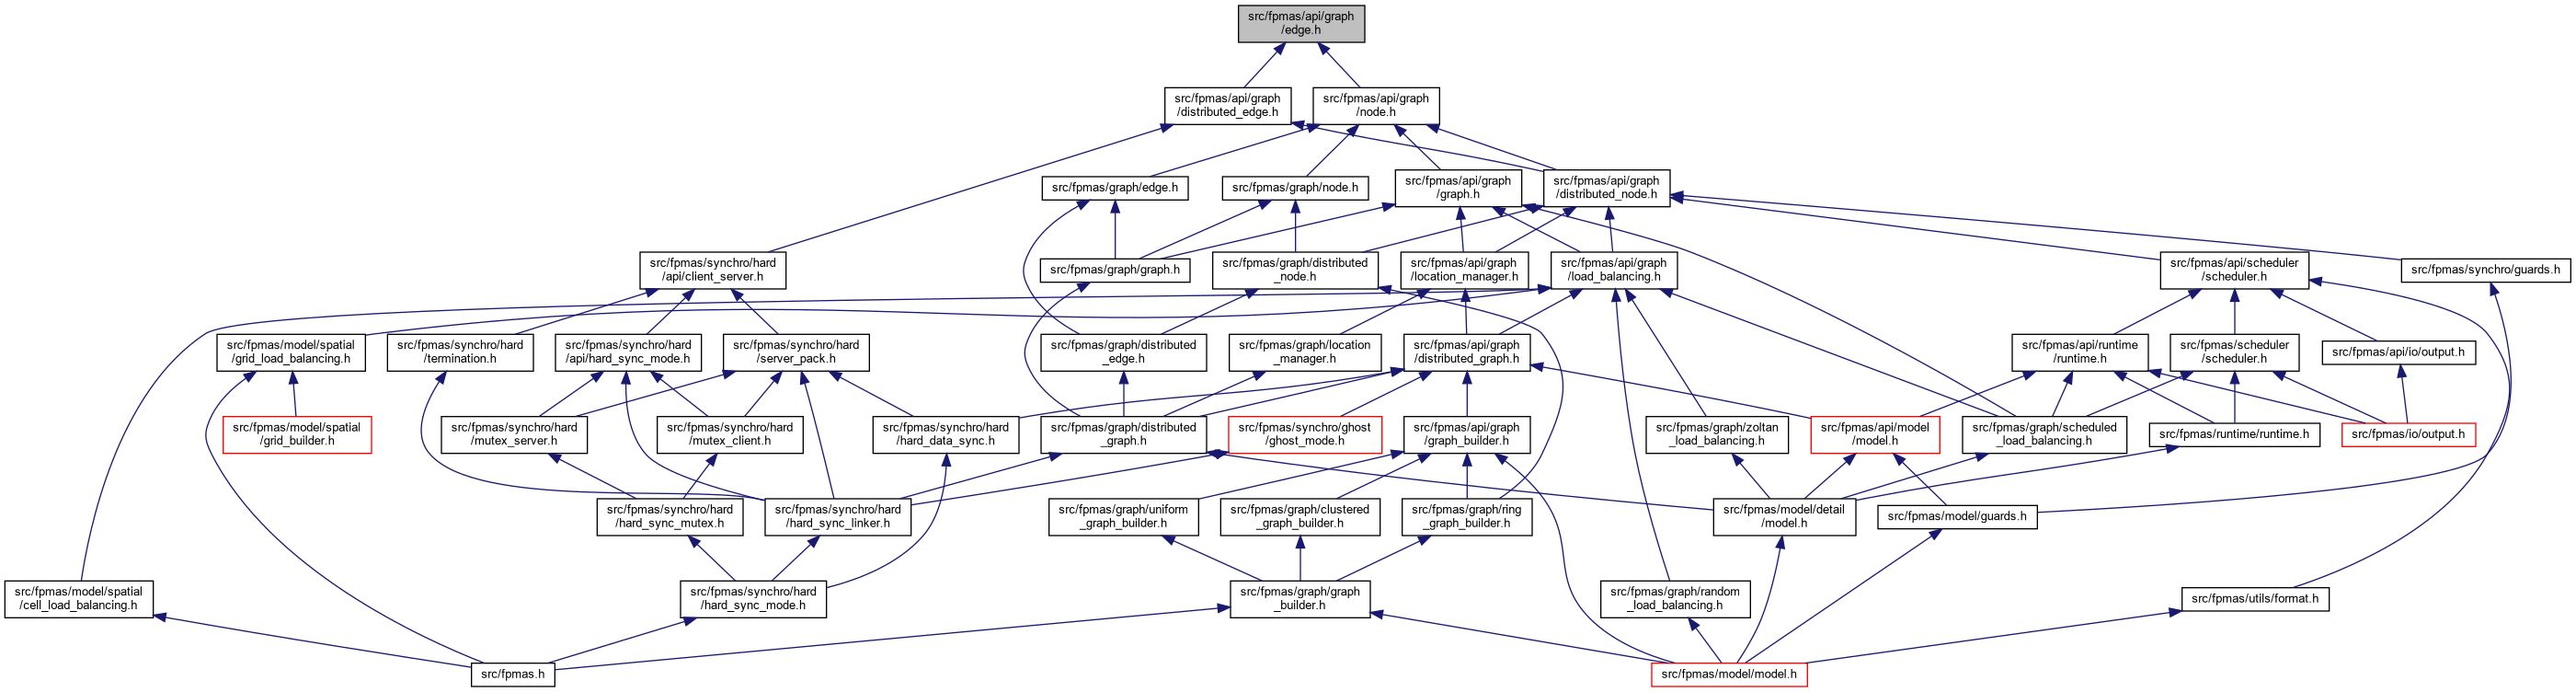 src/fpmas/api/graph
/edge.h
src/fpmas/api/graph
/distributed_edge.h
src/fpmas/api/graph
/node.h
src/fpmas/graph/edge.h
src/fpmas/graph/node.h
src/fpmas/api/graph
/graph.h
src/fpmas/api/graph
/distributed_node.h
src/fpmas/synchro/hard
/api/client_server.h
src/fpmas/graph/graph.h
src/fpmas/graph/distributed
_node.h
src/fpmas/api/graph
/location_manager.h
src/fpmas/api/graph
/load_balancing.h
src/fpmas/api/scheduler
/scheduler.h
src/fpmas/synchro/guards.h
src/fpmas/model/spatial
/grid_load_balancing.h
src/fpmas/synchro/hard
/termination.h
src/fpmas/synchro/hard
/api/hard_sync_mode.h
src/fpmas/synchro/hard
/server_pack.h
src/fpmas/graph/distributed
_edge.h
src/fpmas/graph/location
_manager.h
src/fpmas/api/graph
/distributed_graph.h
src/fpmas/api/runtime
/runtime.h
src/fpmas/scheduler
/scheduler.h
src/fpmas/api/io/output.h
src/fpmas/model/spatial
/grid_builder.h
src/fpmas/synchro/hard
/mutex_server.h
src/fpmas/synchro/hard
/mutex_client.h
src/fpmas/synchro/hard
/hard_data_sync.h
src/fpmas/graph/distributed
_graph.h
src/fpmas/synchro/ghost
/ghost_mode.h
src/fpmas/api/graph
/graph_builder.h
src/fpmas/graph/zoltan
_load_balancing.h
src/fpmas/api/model
/model.h
src/fpmas/graph/scheduled
_load_balancing.h
src/fpmas/runtime/runtime.h
src/fpmas/io/output.h
src/fpmas/synchro/hard
/hard_sync_mutex.h
src/fpmas/synchro/hard
/hard_sync_linker.h
src/fpmas/graph/uniform
_graph_builder.h
src/fpmas/graph/clustered
_graph_builder.h
src/fpmas/graph/ring
_graph_builder.h
src/fpmas/model/detail
/model.h
src/fpmas/model/guards.h
src/fpmas/model/spatial
/cell_load_balancing.h
src/fpmas/synchro/hard
/hard_sync_mode.h
src/fpmas/graph/graph
_builder.h
src/fpmas/graph/random
_load_balancing.h
src/fpmas/utils/format.h
src/fpmas.h
src/fpmas/model/model.h